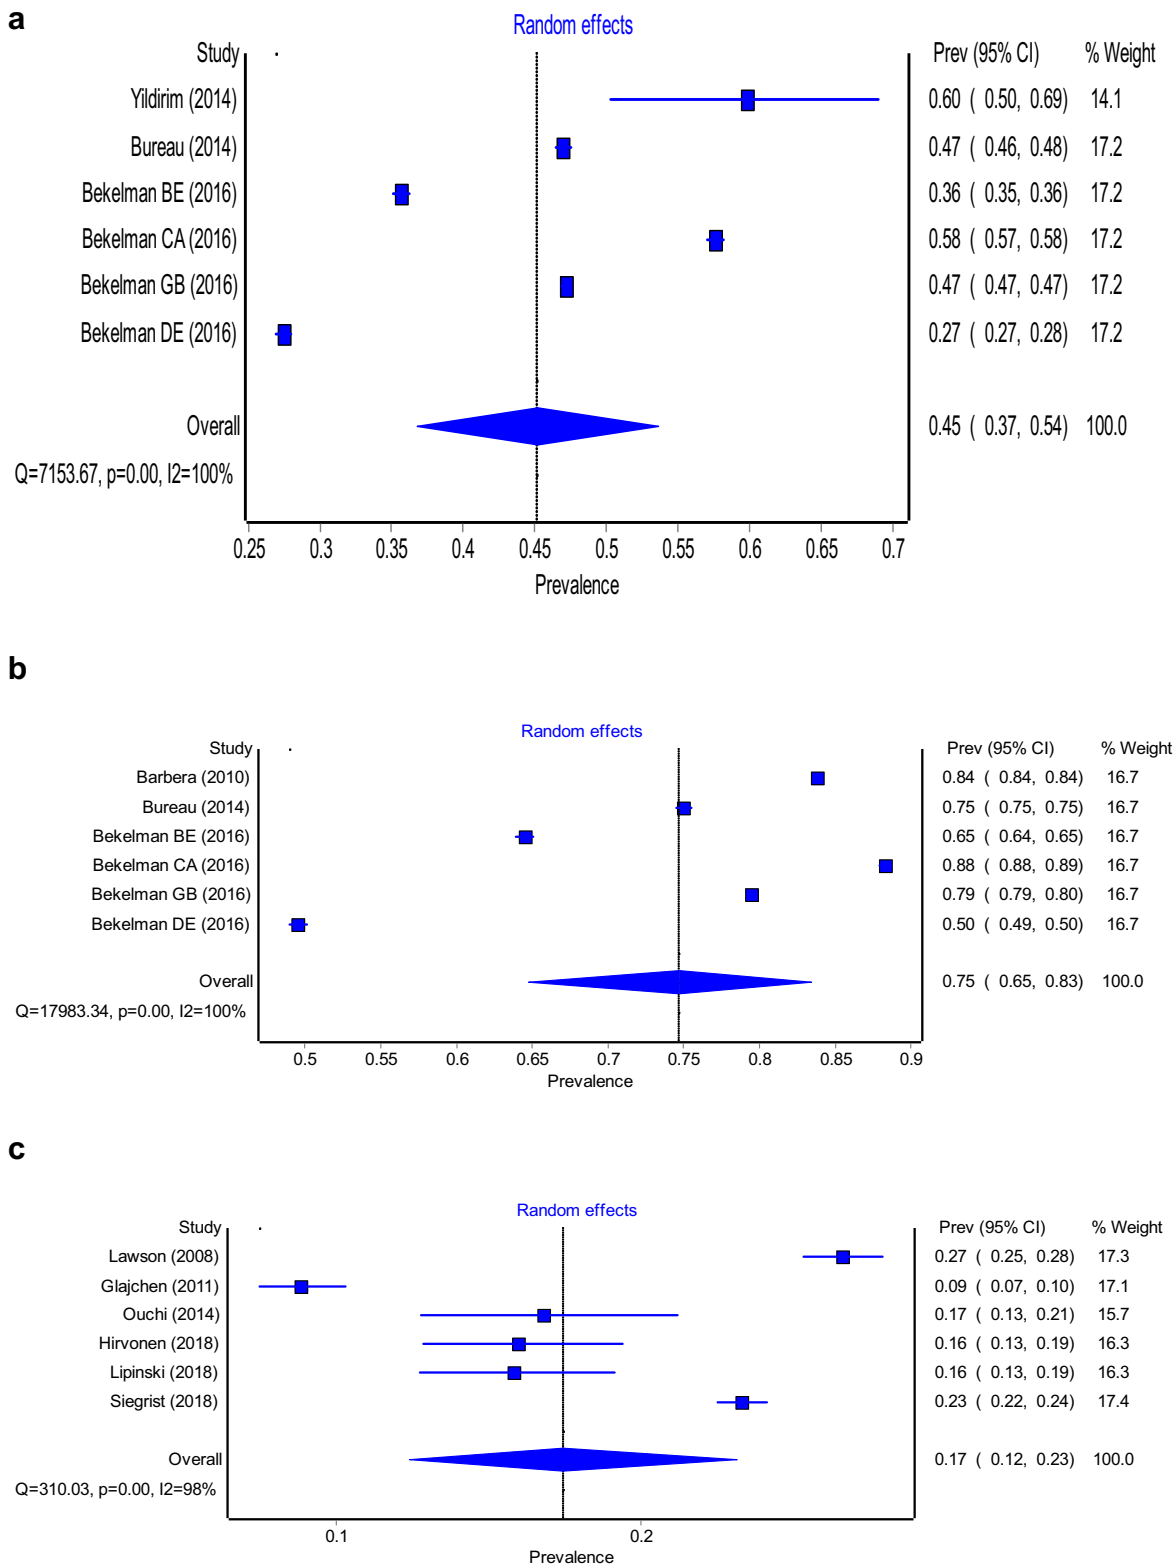 a
Random effects
Study Prev (95% CI) % Weight
Yildirim (2014) 0.60 ( 0.50, 0.69) 14.1
Bureau (2014) 0.47 ( 0.46, 0.48) 17.2
Bekelman BE (2016) 0.36 ( 0.35, 0.36) 17.2
Bekelman CA (2016) 0.58 ( 0.57, 0.58) 17.2
Bekelman GB (2016) 0.47 ( 0.47, 0.47) 17.2
Bekelman DE (2016) 0.27 ( 0.27, 0.28) 17.2
Overall 0.45 ( 0.37, 0.54) 100.0
Q=7153.67, p=0.00, I2=100%
0.25 0.3 0.35 0.4 0.45 0.5 0.55 0.6 0.65 0.7
Prevalence
b
Random effects
Study Prev (95% CI) % Weight
Barbera (2010) 0.84 ( 0.84, 0.84) 16.7
Bureau (2014) 0.75 ( 0.75, 0.75) 16.7
Bekelman BE (2016) 0.65 ( 0.64, 0.65) 16.7
Bekelman CA (2016) 0.88 ( 0.88, 0.89) 16.7
Bekelman GB (2016) 0.79 ( 0.79, 0.80) 16.7
Bekelman DE (2016) 0.50 ( 0.49, 0.50) 16.7
Overall 0.75 ( 0.65, 0.83) 100.0
Q=17983.34, p=0.00, I2=100%
0.5 0.55 0.6 0.65 0.7 0.75 0.8 0.85 0.9
Prevalence
c
Random effects
Study Prev (95% CI) % Weight
Lawson (2008) 0.27 ( 0.25, 0.28) 17.3
Glajchen (2011) 0.09 ( 0.07, 0.10) 17.1
Ouchi (2014) 0.17 ( 0.13, 0.21) 15.7
Hirvonen (2018) 0.16 ( 0.13, 0.19) 16.3
Lipinski (2018) 0.16 ( 0.13, 0.19) 16.3
Siegrist (2018) 0.23 ( 0.22, 0.24) 17.4
Overall 0.17 ( 0.12, 0.23) 100.0
Q=310.03, p=0.00, I2=98%
0.1 0.2
Prevalence